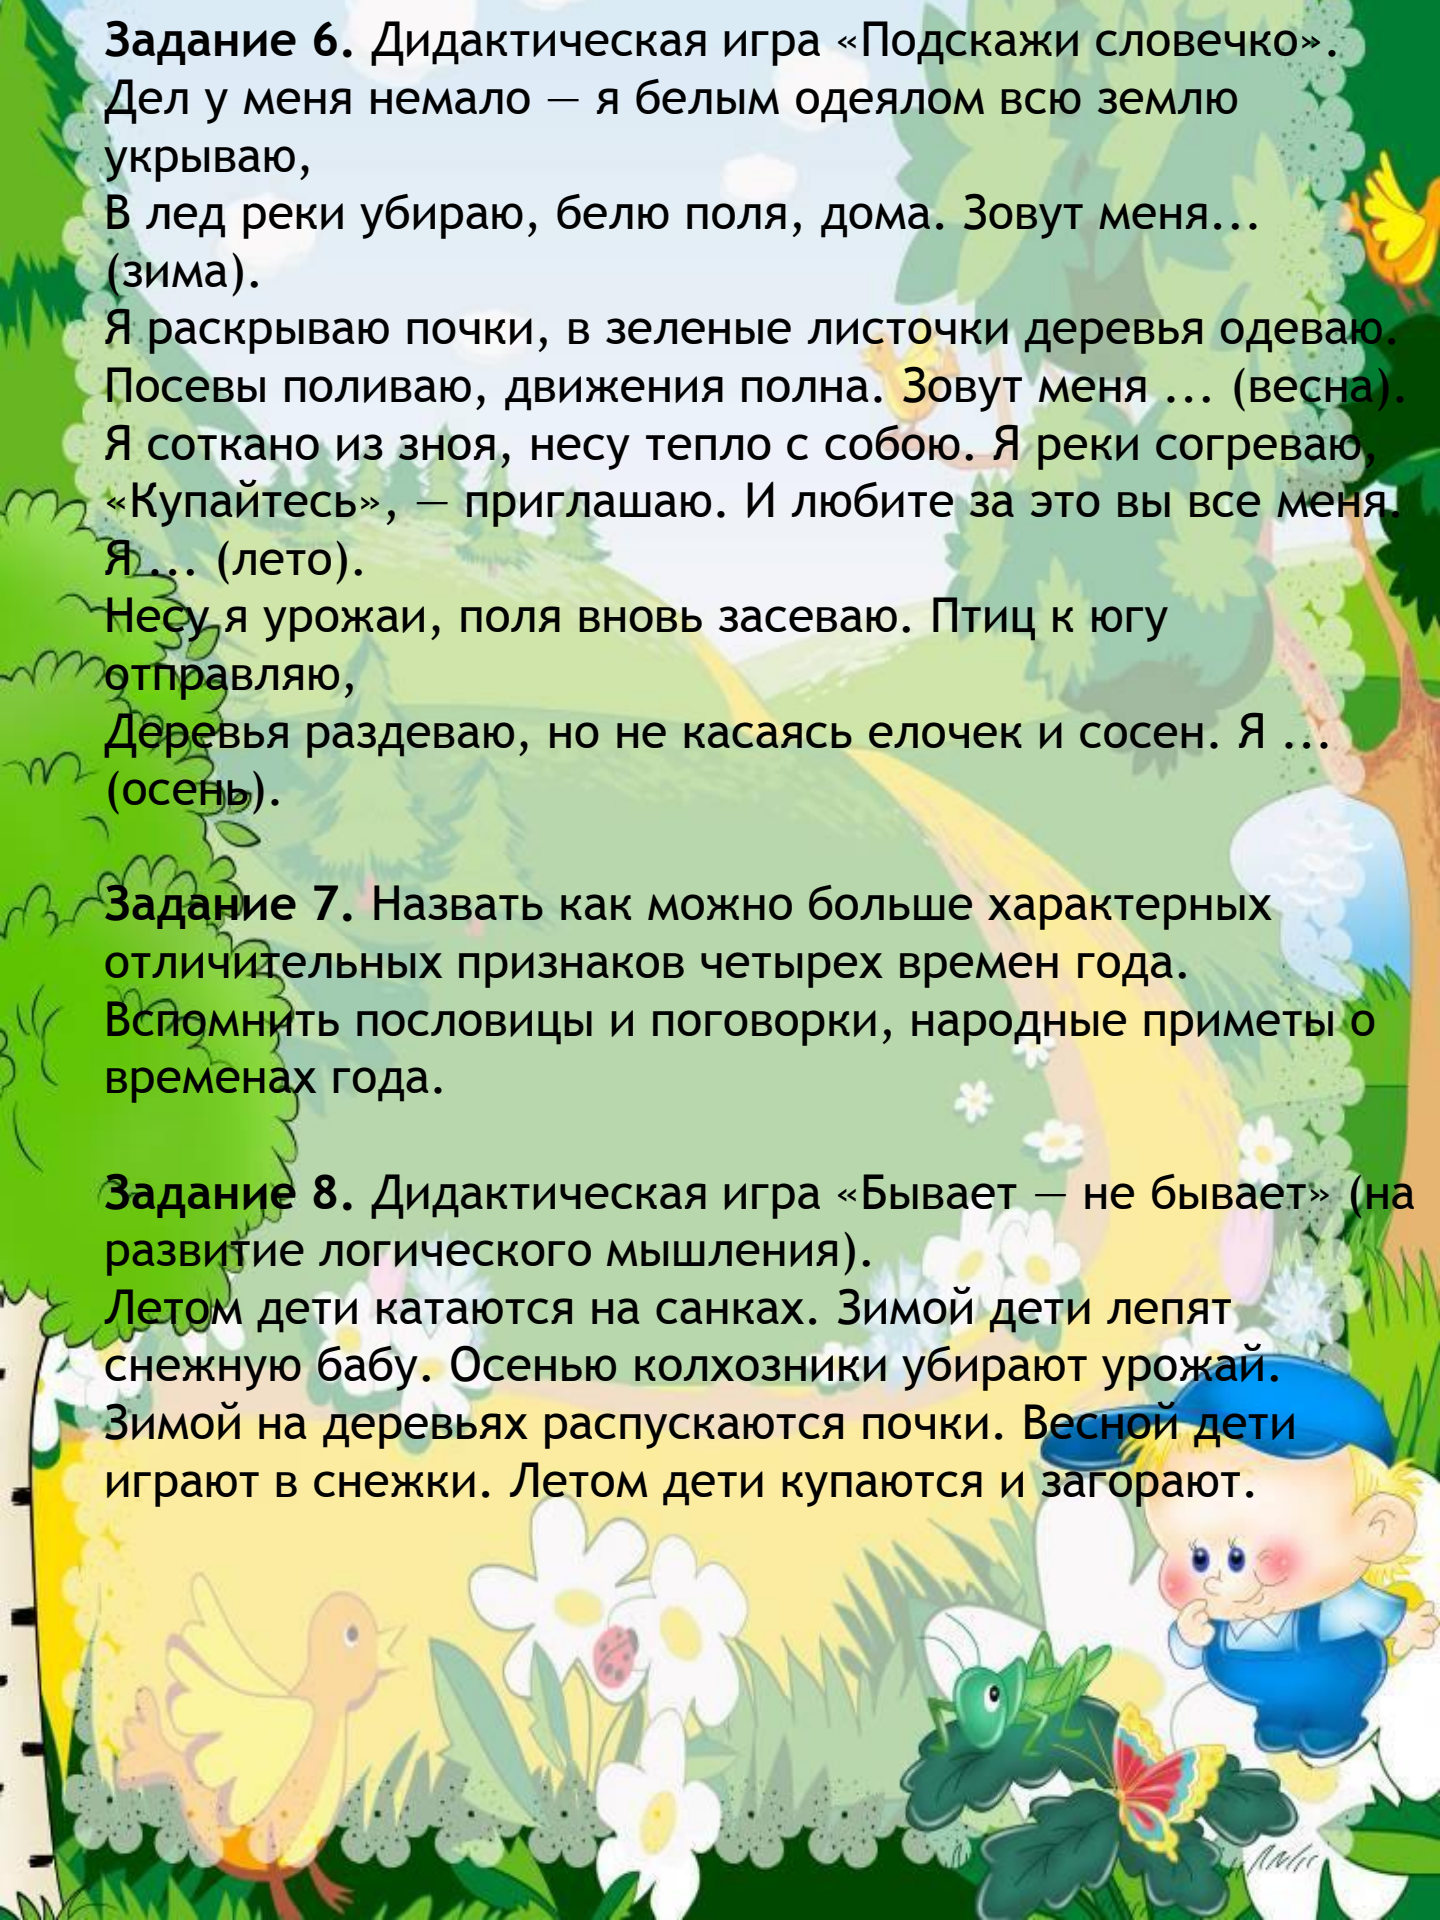 Задание 6. Дидактическая игра «Подскажи словечко».
Дел у меня немало — я белым одеялом всю землю
укрываю,
В лед реки убираю, белю поля, дома. Зовут меня...
(зима).
Я раскрываю почки, в зеленые листочки деревья одеваю.
Посевы поливаю, движения полна. Зовут меня ... (весна).
Я соткано из зноя, несу тепло с собою. Я реки согреваю,
«Купайтесь», — приглашаю. И любите за это вы все меня.
Я ... (лето).
Несу я урожаи, поля вновь засеваю. Птиц к югу
отправляю,
Деревья раздеваю, но не касаясь елочек и сосен. Я ...
(осень).
Задание 7. Назвать как можно больше характерных
отличительных признаков четырех времен года.
Вспомнить пословицы и поговорки, народные приметы о
временах года.
Задание 8. Дидактическая игра «Бывает — не бывает» (на
развитие логического мышления).
Летом дети катаются на санках. Зимой дети лепят
снежную бабу. Осенью колхозники убирают урожай.
Зимой на деревьях распускаются почки. Весной дети
играют в снежки. Летом дети купаются и загорают.